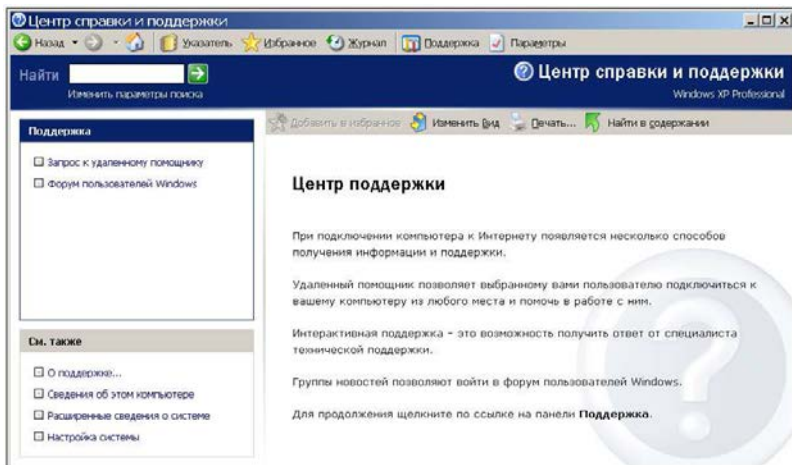 Центр справки и поддержки
Назад Указатель Избранное Журнал Поддержка Параметры
Найти
Изменить параметры поиска
Центр справки и поддержки
Windows XP Professional
Поддержка
Запрос к удаленному помощнику
Форум пользователей Windows
См. также
О поддержке...
Сведения об этом компьютере
Расширенные сведения о системе
Настройка системы
Добавить в избранное Изменить Вид Печать... Найти в содержании
Центр поддержки
При подключении компьютера к Интернету появляется несколько способов
получения информации и поддержки.
Удаленный помощник позволяет выбранному вами пользователю подключиться к
вашему компьютеру из любого места и помочь в работе с ним.
Интерактивная поддержка - это возможность получить ответ от специалиста
технической поддержки.
Группы новостей позволяют войти в форум пользователей Windows.
Для продолжения щелкните по ссылке на панели Поддержка.